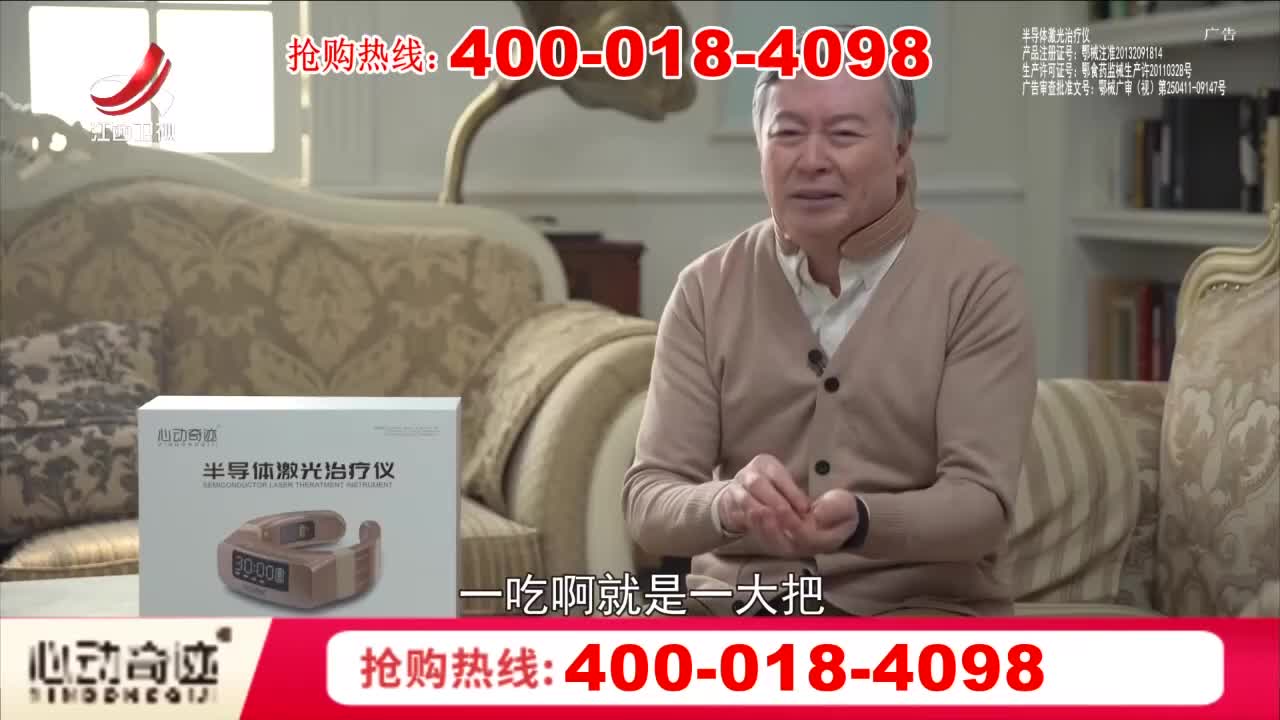 抢购热线: 400-018-4098
半导体激光治疗仪
广告
产品注册证号：鄂械注准20132091814
生产许可证号：鄂食药监械生产许20110328号
广告审查批准文号：鄂械广审（视）第250411-09147号
江西卫视
心动奇迹
XINDONGQIJI
半导体激光治疗仪
SEMICONDUCTOR LASER THERATMENT INSTRUMENT
30:00
一吃啊就是一大把
心动奇迹
XINDONGQIJI
抢购热线: 400-018-4098